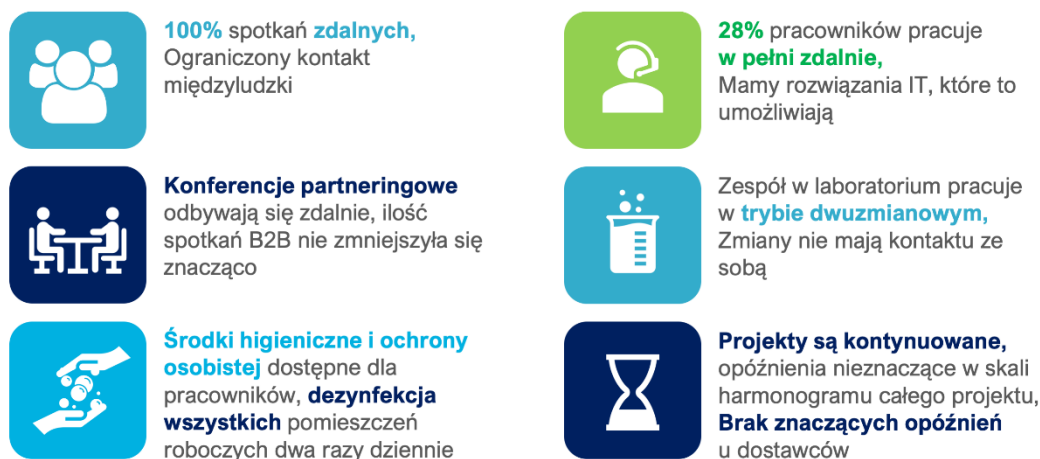 100% spotkań zdalnych,
Ograniczony kontakt
międzyludzki
28% pracowników pracuje
w pełni zdalnie,
Mamy rozwiązania IT, które to
umożliwiają
Konferencje partneringowe
odbywają się zdalnie, ilość
spotkań B2B nie zmniejszyła się
znacząco
Zespół w laboratorium pracuje
w trybie dwuzmianowym,
Zmiany nie mają kontaktu ze
sobą
Środki higieniczne i ochrony
osobistej dostępne dla
pracowników, dezynfekcja
wszystkich pomieszczeń
roboczych dwa razy dziennie
Projekty są kontynuowane,
opóźnienia nieznaczące w skali
harmonogramu całego projektu,
Brak znaczących opóźnień
u dostawców